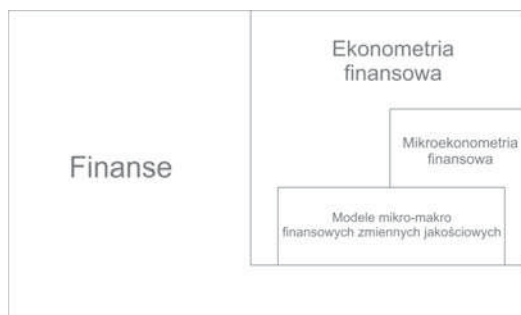 Ekonometria
finansowa
Mikroekonometria
finansowa
Finanse
Modele mikro-makro
finansowych zmiennych jakościowych